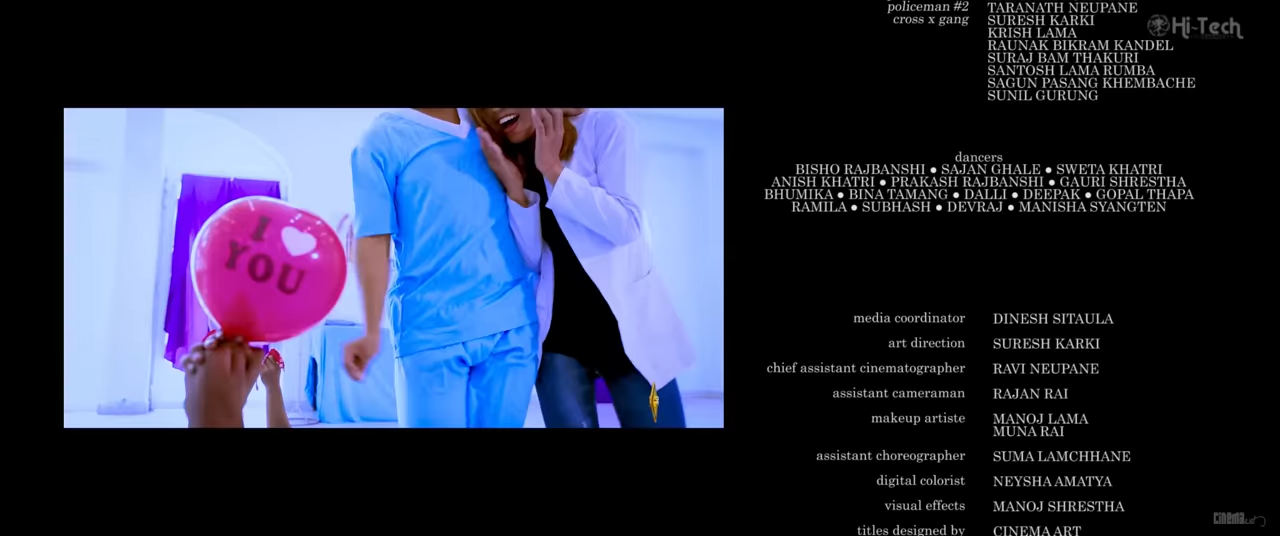 policeman #2 TARANATH NEUPANE
cross x gang SURESH KARKI
KRISH LAMA
RAUNAK BIKRAM KANDEL
SURAJ BAM THAKURI
SANTOSH LAMA RUMBA
SAGUN PASANG KHEMBACHE
SUNIL GURUNG
Hi-Tech
I
YOU
dancers
BISHO RAJBANSHI ● SAJAN GHALE ● SWETA KHATRI
ANISH KHATRI ● PRAKASH RAJBANSHI ● GAURI SHRESTHA
BHUMIKA ● BINA TAMANG ● DALLI ● DEEPAK ● GOPAL THAPA
RAMILA ● SUBHASH ● DEVRAJ ● MANISHA SYANGTEN
media coordinator DINESH SITAULA
art direction SURESH KARKI
chief assistant cinematographer RAVI NEUPANE
assistant cameraman RAJAN RAI
makeup artiste MANOJ LAMA
MUNA RAI
assistant choreographer SUMA LAMCHHANE
digital colorist NEYSHA AMATYA
visual effects MANOJ SHRESTHA
titles designed by CINEMA ART